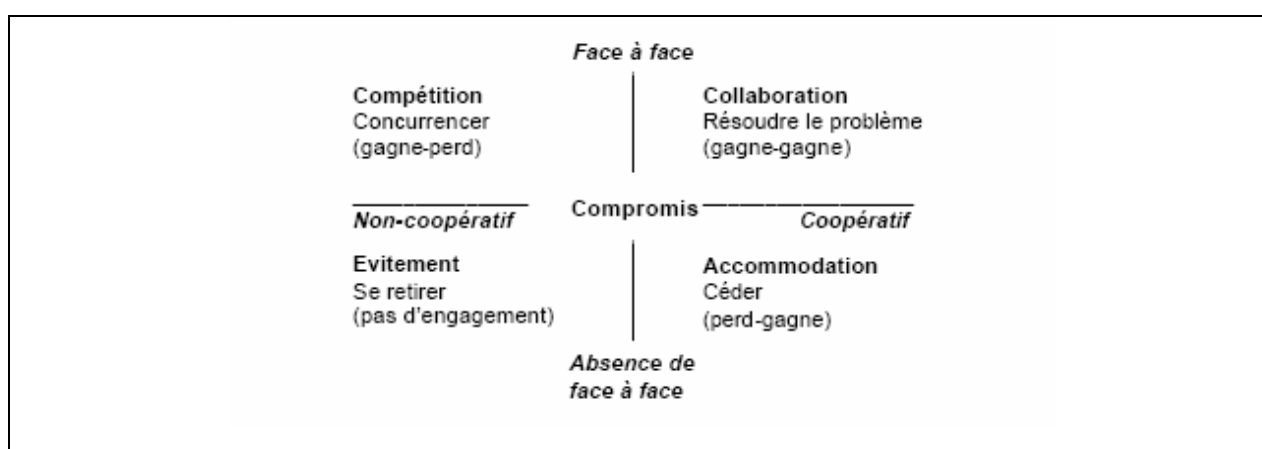 Face à face
Compétition
Concurrencer
(gagne-perd)
Collaboration
Résoudre le problème
(gagne-gagne)
Non-coopératif
Compromis
Coopératif
Evitement
Se retirer
(pas d'engagement)
Accommodation
Céder
(perd-gagne)
Absence de
face à face